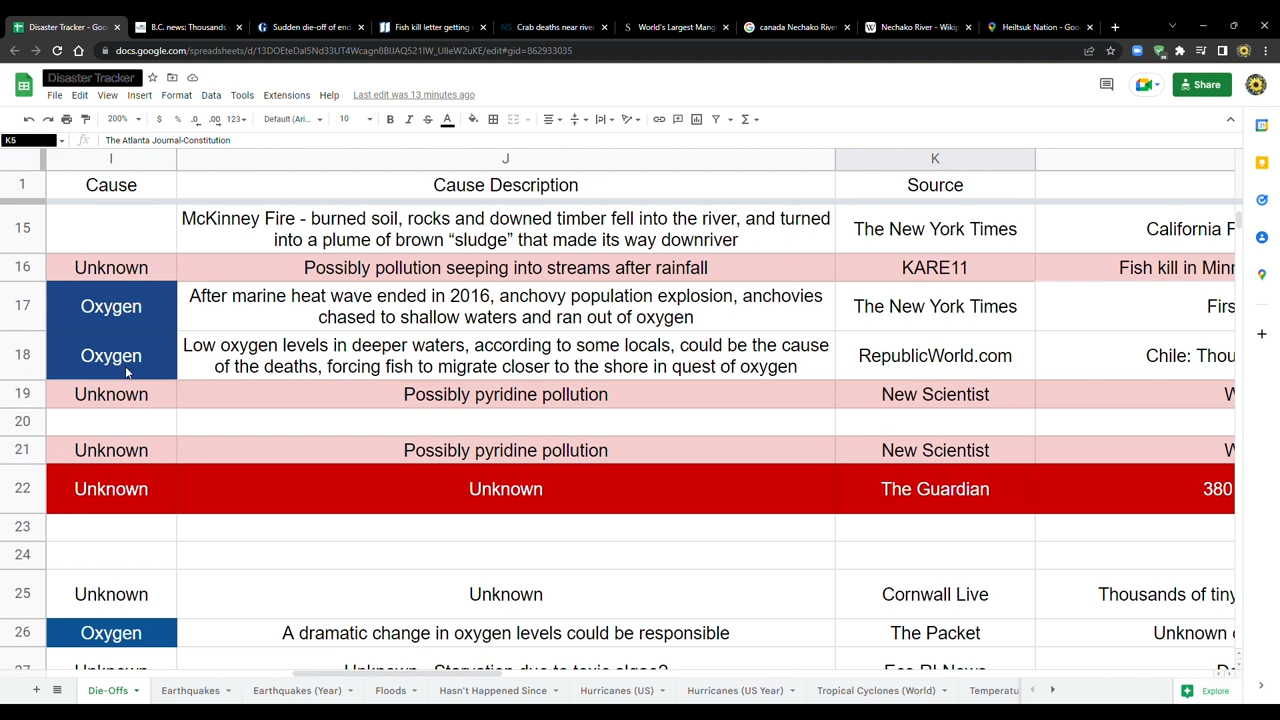 Disaster Tracker - Goo
B.C. news: Thousands
Sudden die-off of end
Fish kill letter getting
Crab deaths near river
World's Largest Mang
canada Nechako River
Nechako River - Wikip
Heiltsuk Nation - Goo
Disaster Tracker
File Edit View Insert Format Data Tools Extensions Help Last edit was 13 minutes ago
Share
200% $ % .0 .00 123 Default (Ari... 10 B I S A
K5 fx The Atlanta Journal-Constitution
I J K
1 Cause Cause Description Source
15 McKinney Fire - burned soil, rocks and downed timber fell into the river, and turned
into a plume of brown “sludge” that made its way downriver
The New York Times
California F
16 Unknown Possibly pollution seeping into streams after rainfall KARE11 Fish kill in Minn
17 Oxygen After marine heat wave ended in 2016, anchovy population explosion, anchovies
chased to shallow waters and ran out of oxygen
The New York Times
Firs
18 Oxygen Low oxygen levels in deeper waters, according to some locals, could be the cause
of the deaths, forcing fish to migrate closer to the shore in quest of oxygen
RepublicWorld.com
Chile: Thou
19 Unknown Possibly pyridine pollution New Scientist W
20
21 Unknown Possibly pyridine pollution New Scientist W
22 Unknown Unknown The Guardian 380
23
24
25 Unknown Unknown Cornwall Live Thousands of tiny
26 Oxygen A dramatic change in oxygen levels could be responsible The Packet Unknown
27 Unknown Unknown - Starvation due to toxic algae? Eco RI News
Die-Offs Earthquakes Earthquakes (Year) Floods Hasn't Happened Since Hurricanes (US) Hurricanes (US Year) Tropical Cyclones (World) Temperatu
Explore